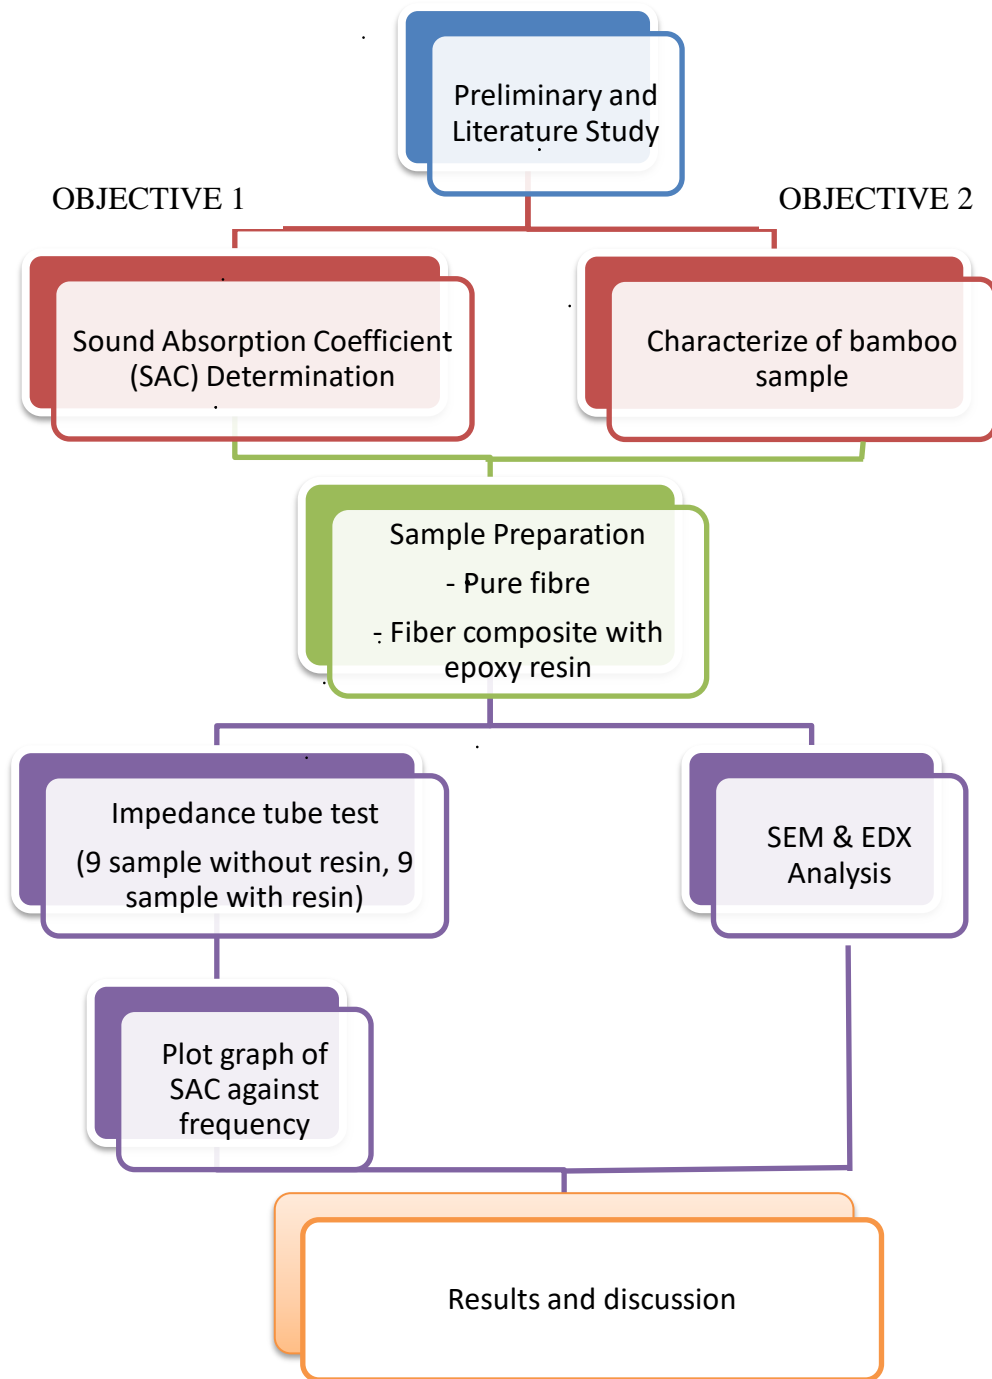 Preliminary and
Literature Study
OBJECTIVE 1
OBJECTIVE 2
Sound Absorption Coefficient
(SAC) Determination
Characterize of bamboo
sample
Sample Preparation
- Pure fibre
- Fiber composite with
epoxy resin
Impedance tube test
(9 sample without resin, 9
sample with resin)
SEM & EDX
Analysis
Plot graph of
SAC against
frequency
Results and discussion